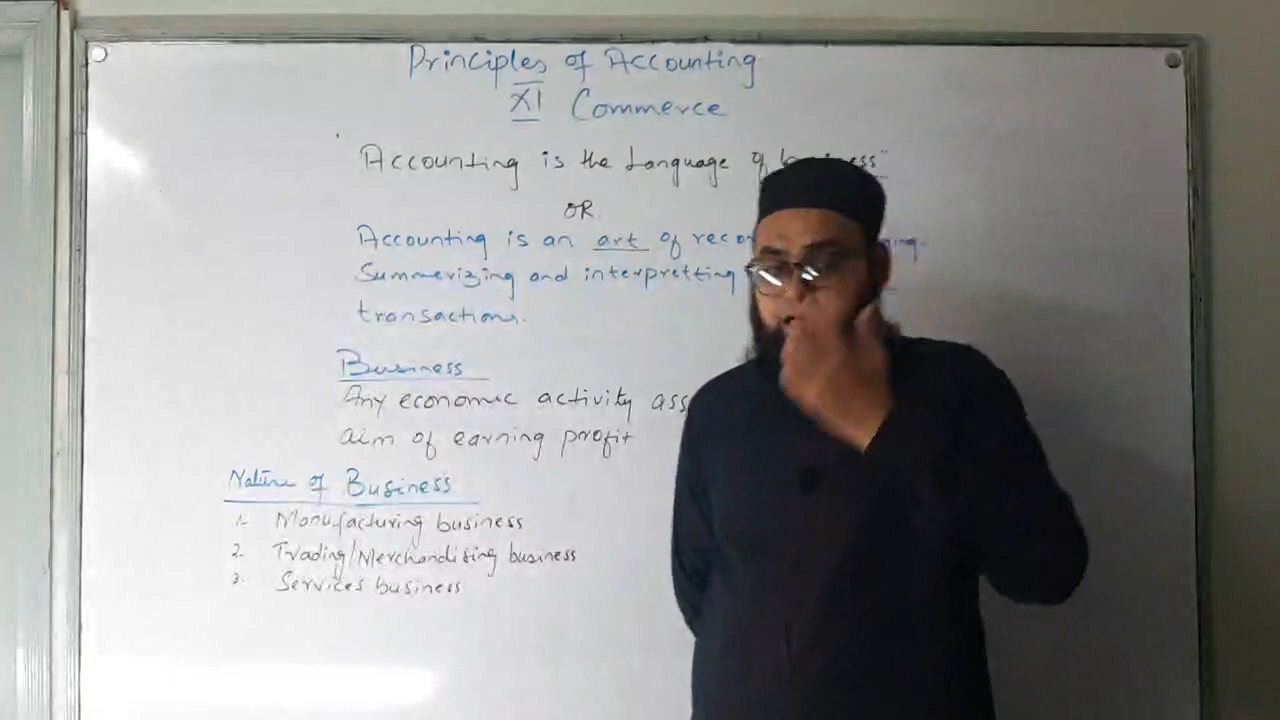 Principles of Accounting
XI Commerce
Accounting is the Language of business"
OR
Accounting is an art of
Summerizing and interpretting
transactions.
Business
Any economic activity
aim of earning profit
Nature of Business
1- Manufacturing business
2- Trading/Merchandising business
3- Services business